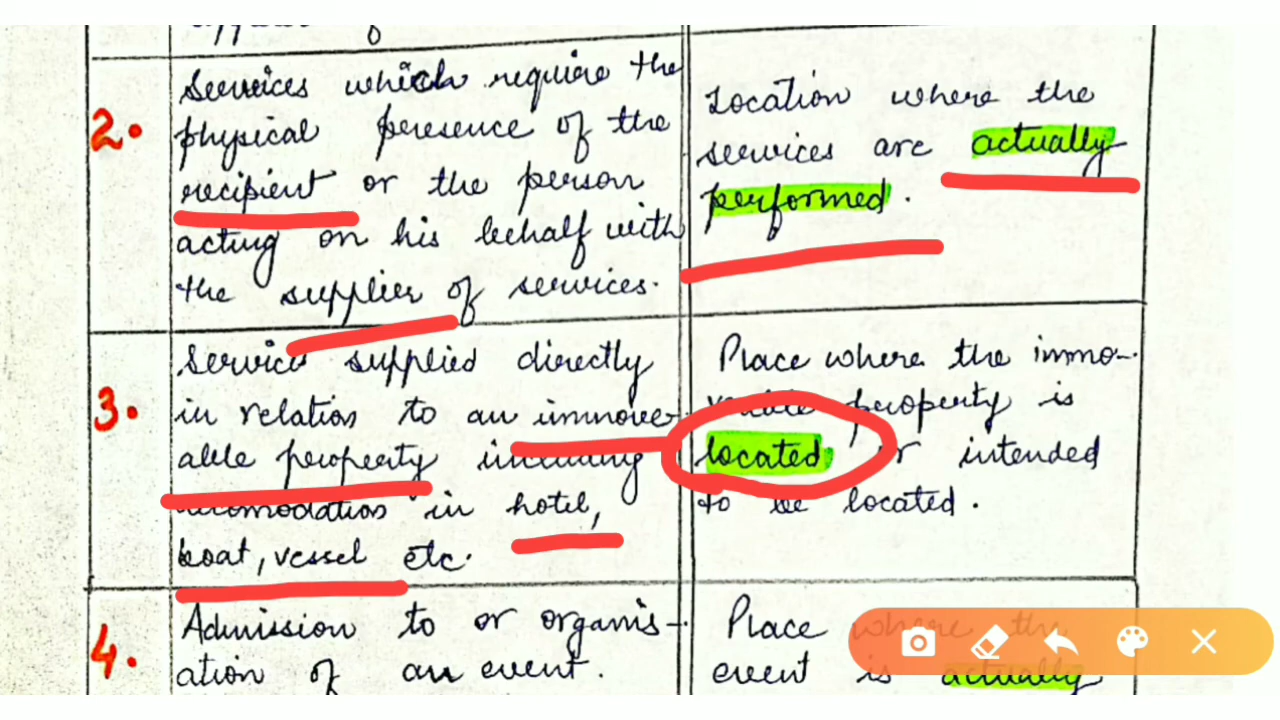 2.
Services which require the
physical presence of the
recipient or the person
acting on his behalf with
the supplier of services.
Location where the
services are actually
performed.
3.
Service supplied directly
in relation to an immove-
able property including
accomodation in hotel,
boat, vessel etc.
Place where the immo-
vable property is
located or intended
to be located.
4.
Admission to or organis-
ation of an event.
Place where the
event is actually